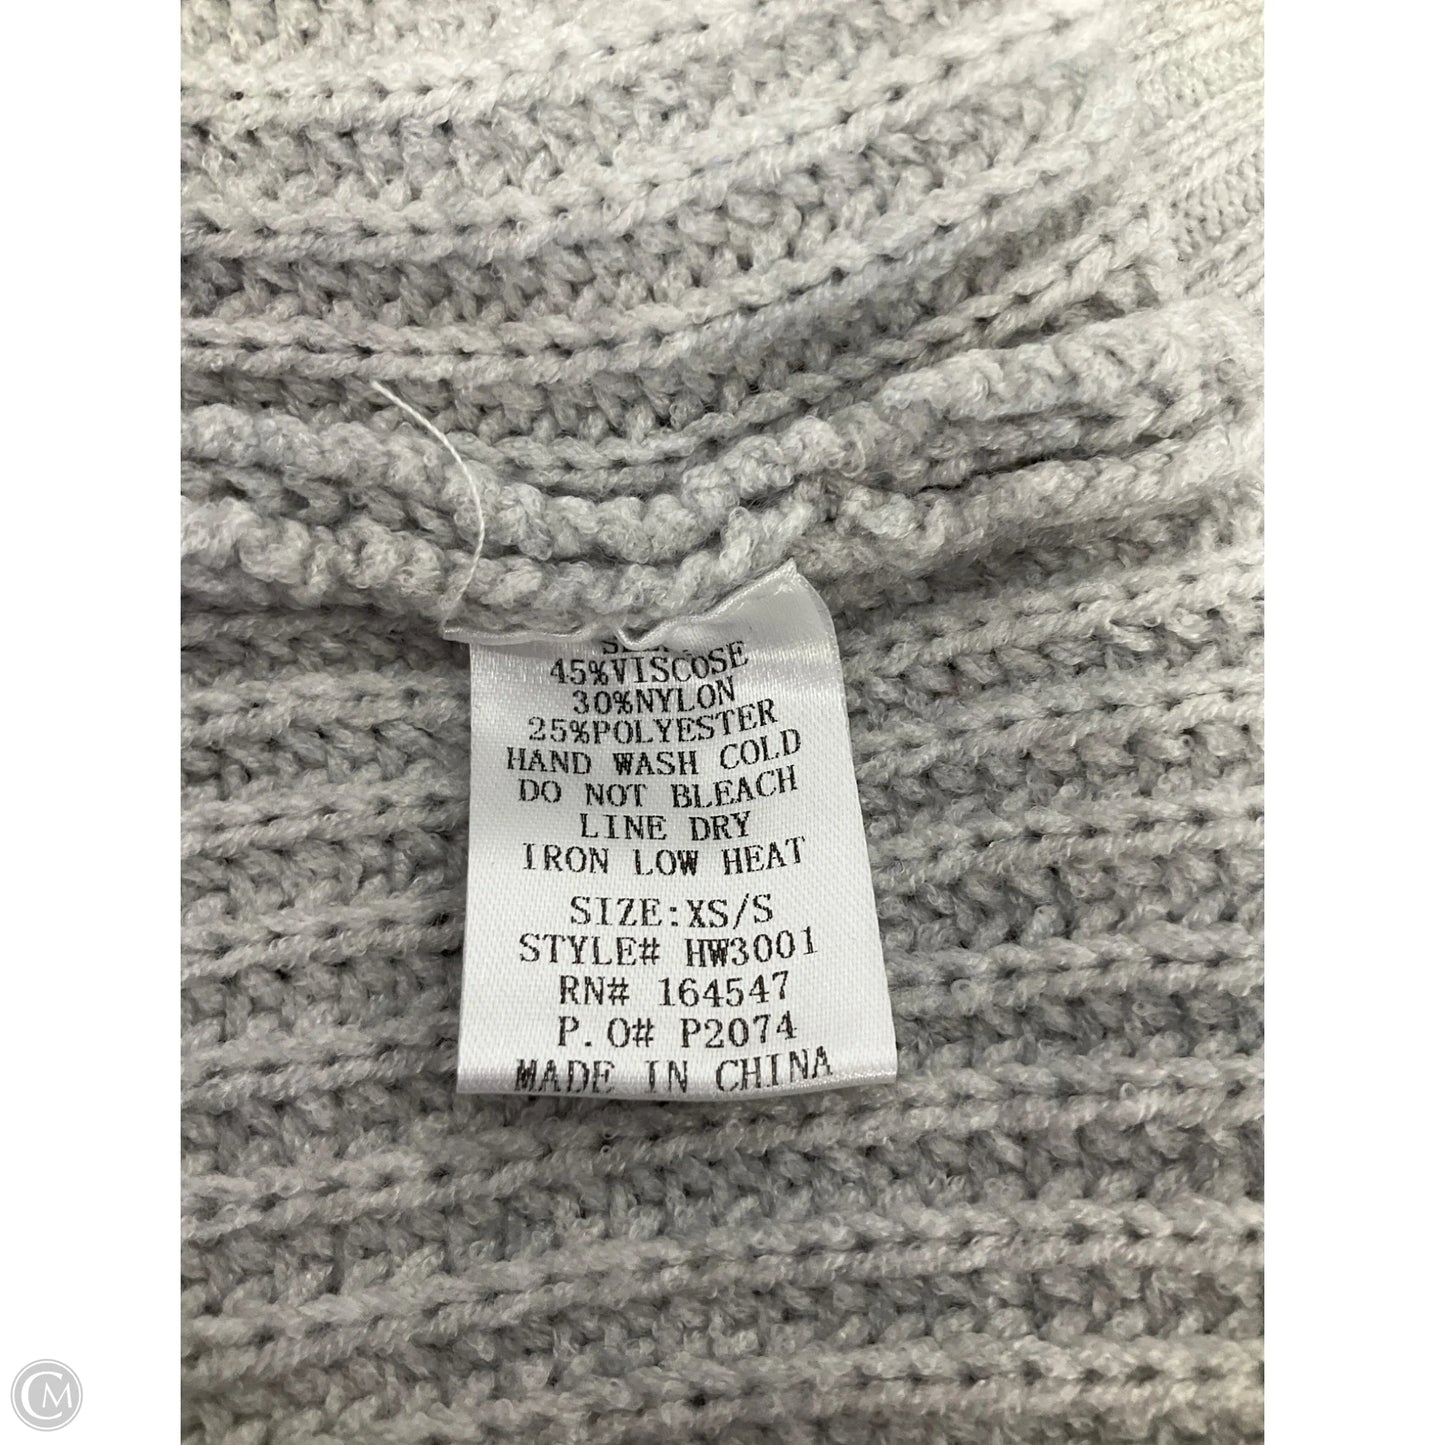 45%VISCOSE
30%NYLON
25%POLYESTER
HAND WASH COLD
DO NOT BLEACH
LINE DRY
IRON LOW HEAT
SIZE:XS/S
STYLE# HW3001
RN# 164547
P.O# P2074
MADE IN CHINA
CM